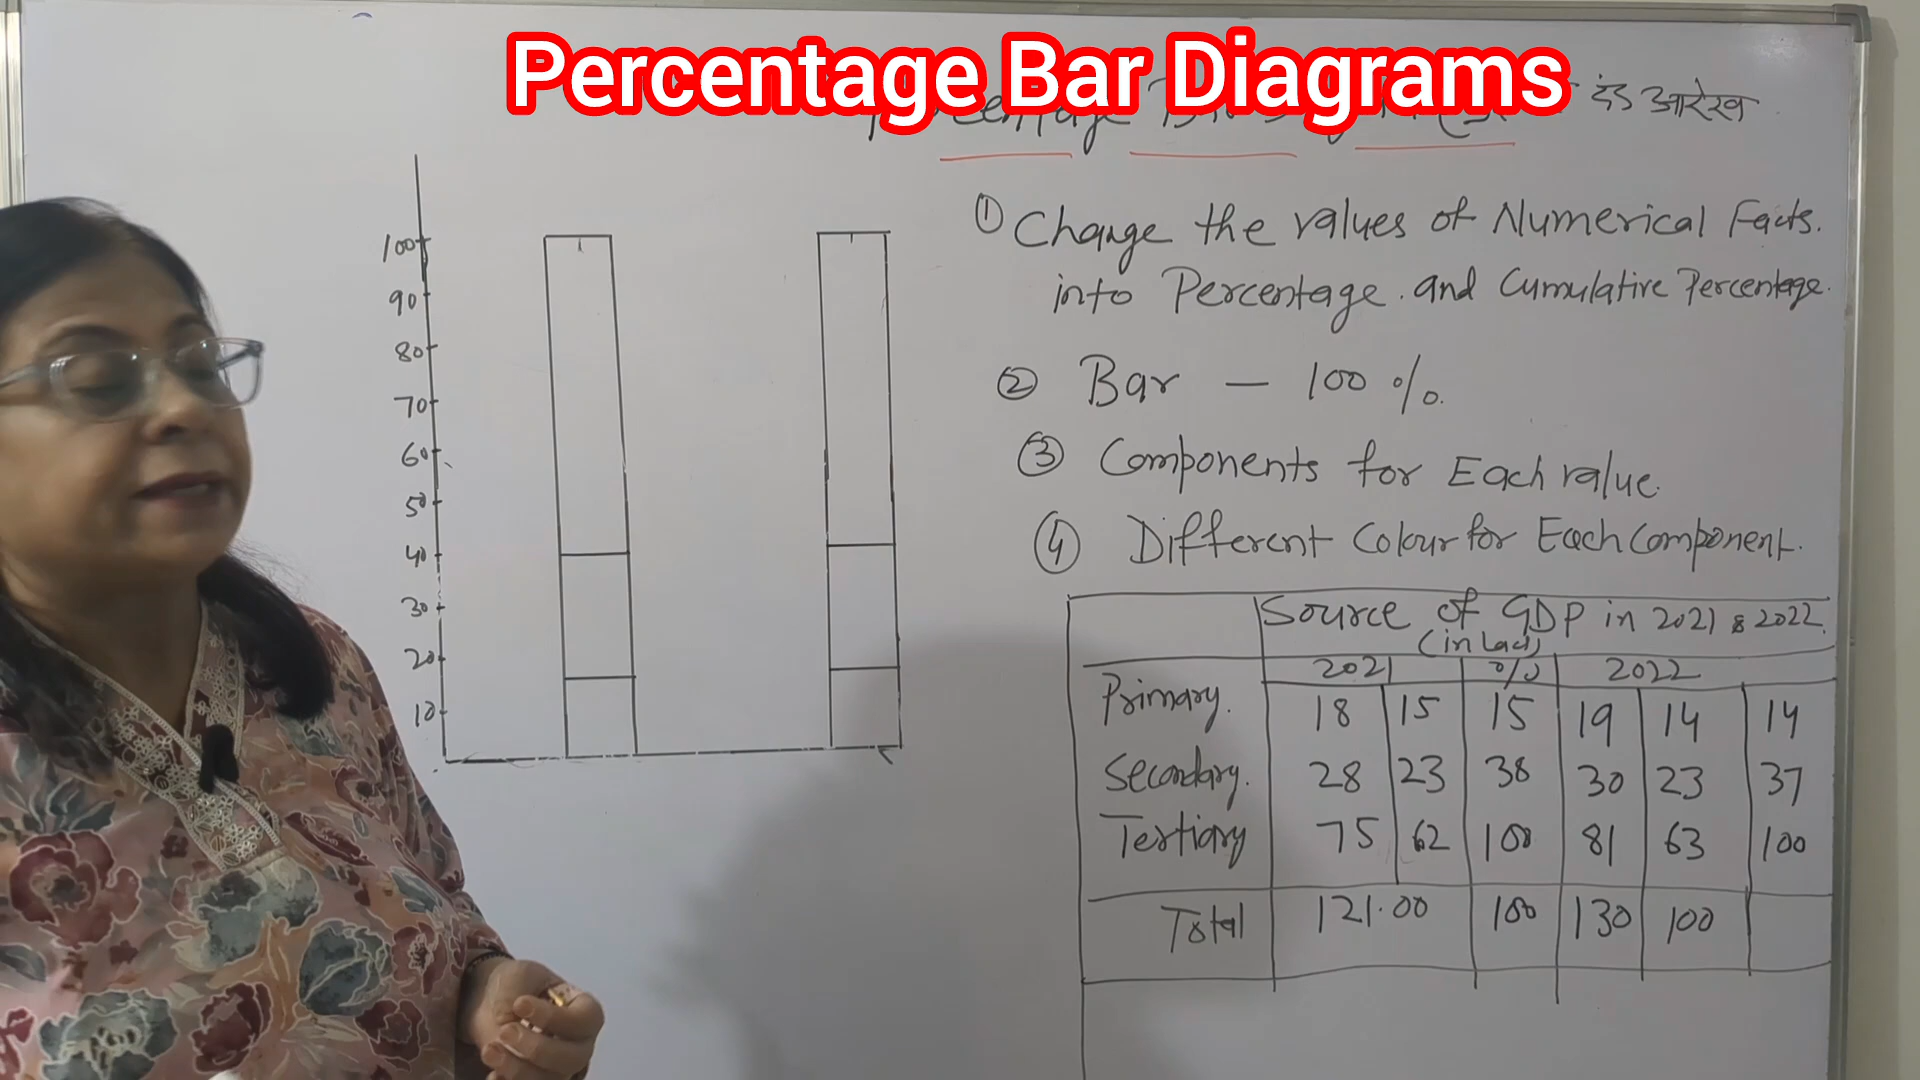 Percentage Bar Diagrams
दंड आरेख
① Change the values of Numerical Facts.
into Percentage. and Cumulative Percentage.
② Bar — 100 %.
③ Components for Each value.
④ Different Colour for Each Component.
100
90
80
70
60
50
40
30
20
10
Source of GDP in 2021 & 2022
(in Lac)
2021 % 2022
Primary. 18 15 15 19 14 14
Secondary. 28 23 38 30 23 37
Tertiary 75 62 100 81 63 100
Total 121.00 100 130 100